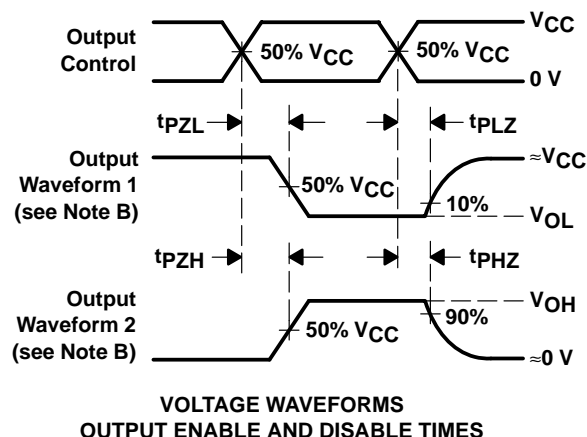 Output
Control
50% VCC
50% VCC
VCC
0 V
tPZL
tPLZ
Output
Waveform 1
(see Note B)
50% VCC
10%
≈VCC
VOL
tPZH
tPHZ
Output
Waveform 2
(see Note B)
50% VCC
90%
VOH
≈0 V
VOLTAGE WAVEFORMS
OUTPUT ENABLE AND DISABLE TIMES